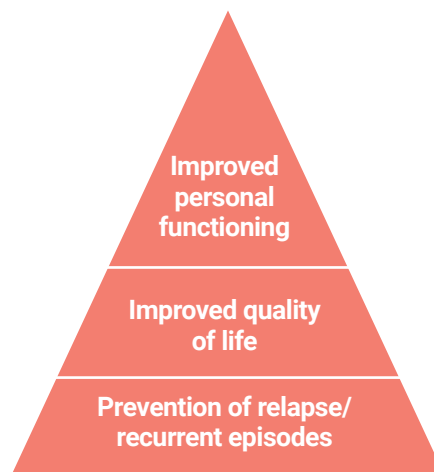 Improved
personal
functioning
Improved quality
of life
Prevention of relapse/
recurrent episodes